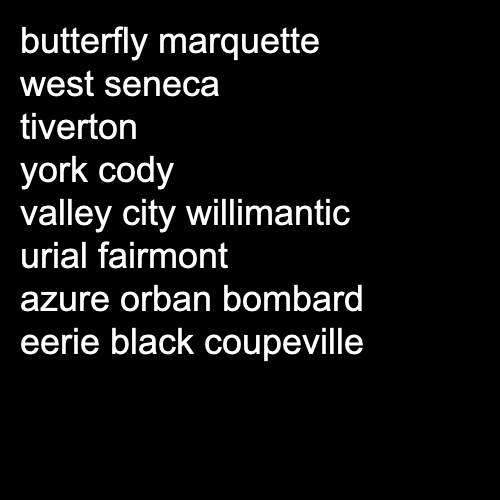 butterfly marquette
west seneca
tiverton
york cody
valley city willimantic
urial fairmont
azure orban bombard
eerie black coupeville